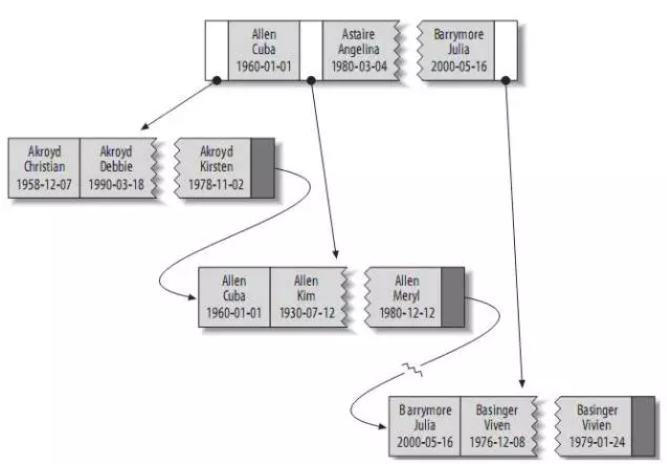 Allen
Cuba
1960-01-01
Astaire
Angelina
1980-03-04
Barrymore
Julia
2000-05-16
Akroyd
Christian
1958-12-07
Akroyd
Debbie
1990-03-18
Akroyd
Kirsten
1978-11-02
Allen
Cuba
1960-01-01
Allen
Kim
1930-07-12
Allen
Meryl
1980-12-12
Barrymore
Julia
2000-05-16
Basinger
Viven
1976-12-08
Basinger
Vivien
1979-01-24